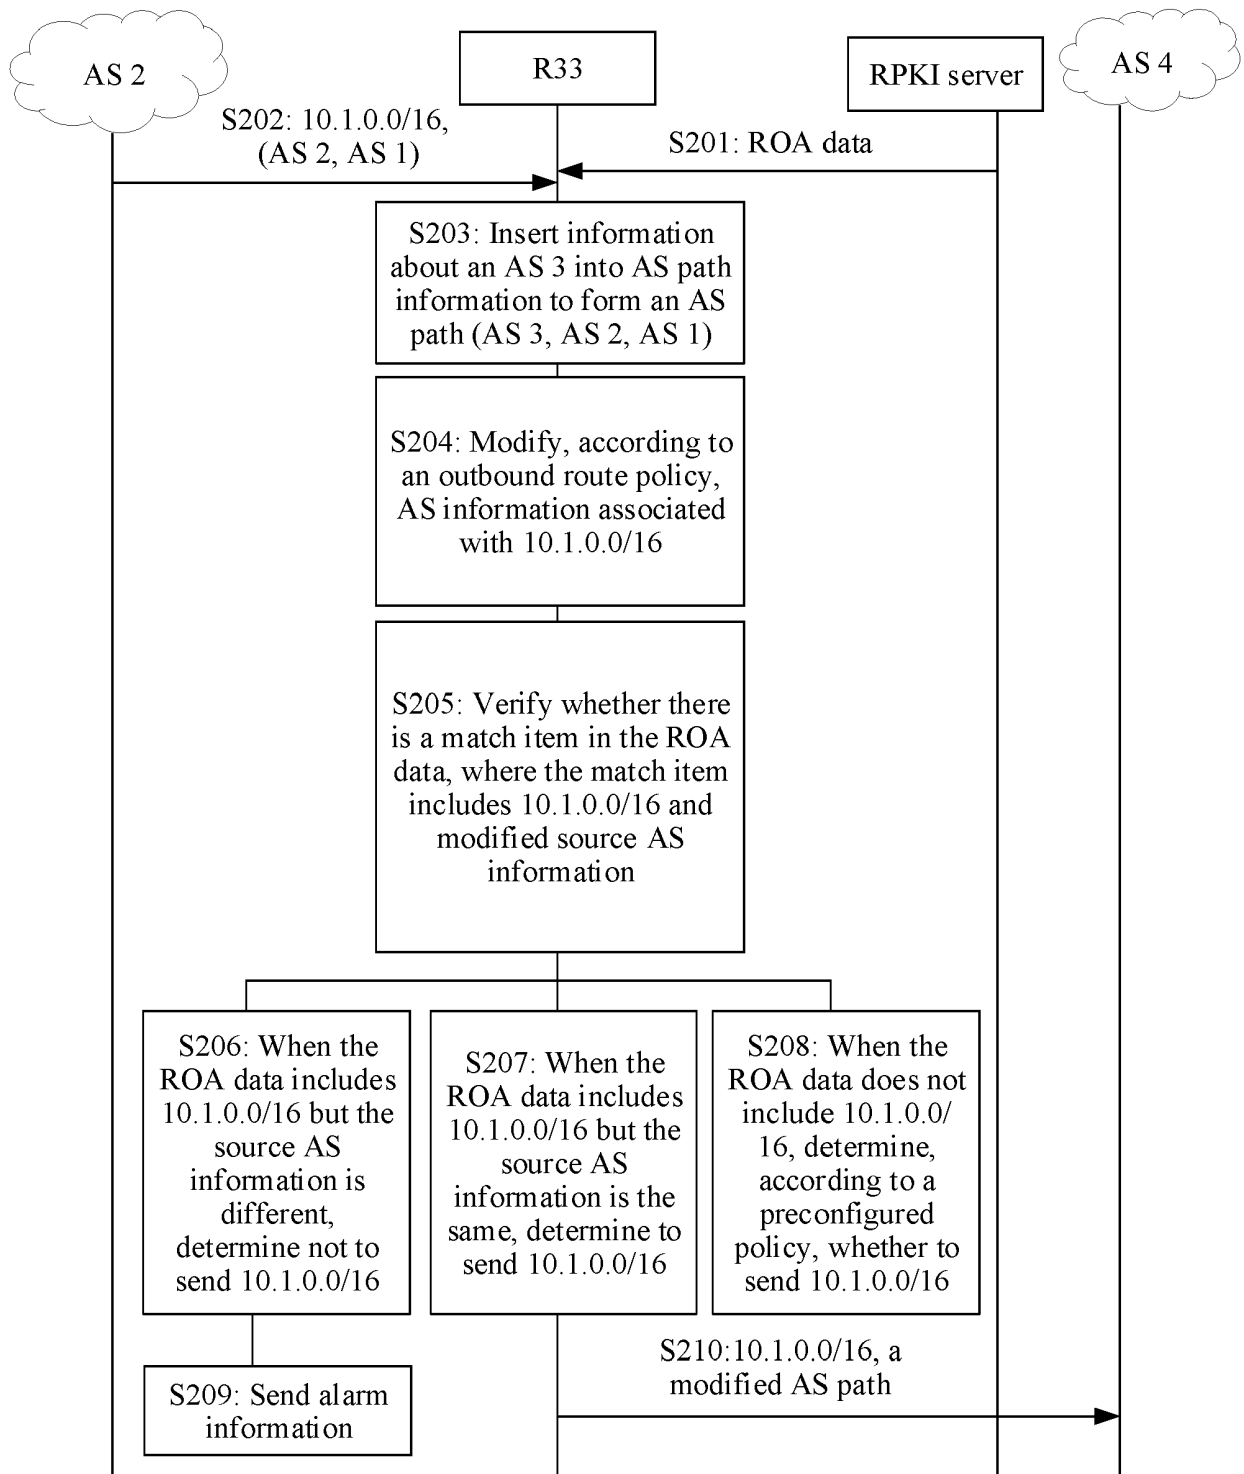 AS 2
R33
RPKI server
AS 4
S202: 10.1.0.0/16,
(AS 2, AS 1)
S201: ROA data
S203: Insert information
about an AS 3 into AS path
information to form an AS
path (AS 3, AS 2, AS 1)
S204: Modify, according to
an outbound route policy,
AS information associated
with 10.1.0.0/16
S205: Verify whether there
is a match item in the ROA
data, where the match item
includes 10.1.0.0/16 and
modified source AS
information
S206: When the
ROA data includes
10.1.0.0/16 but the
source AS
information is
different,
determine not to
send 10.1.0.0/16
S207: When the
ROA data includes
10.1.0.0/16 but the
source AS
information is the
same, determine to
send 10.1.0.0/16
S208: When the
ROA data does not
include 10.1.0.0/
16, determine,
according to a
preconfigured
policy, whether to
send 10.1.0.0/16
S209: Send alarm
information
S210:10.1.0.0/16, a
modified AS path